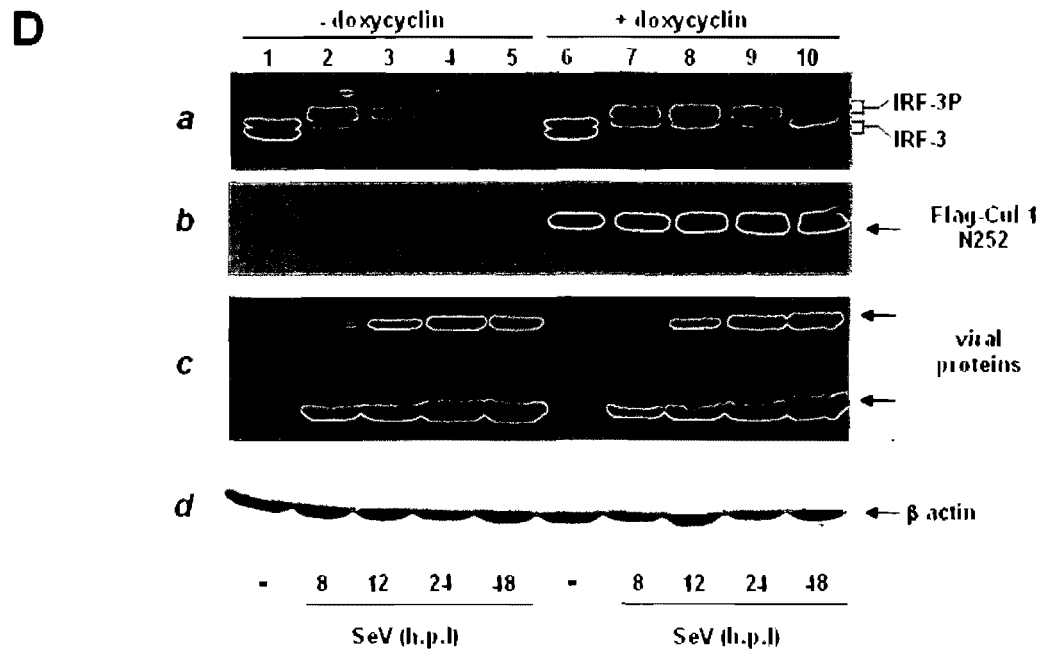 D
- doxycyclin + doxycyclin
1 2 3 4 5 6 7 8 9 10
a
IRF-3P
IRF-3
b
Flag-Cul 1
N252
c
viral
proteins
d
β actin
- 8 12 24 48 - 8 12 24 48
SeV (h.p.I) SeV (h.p.I)